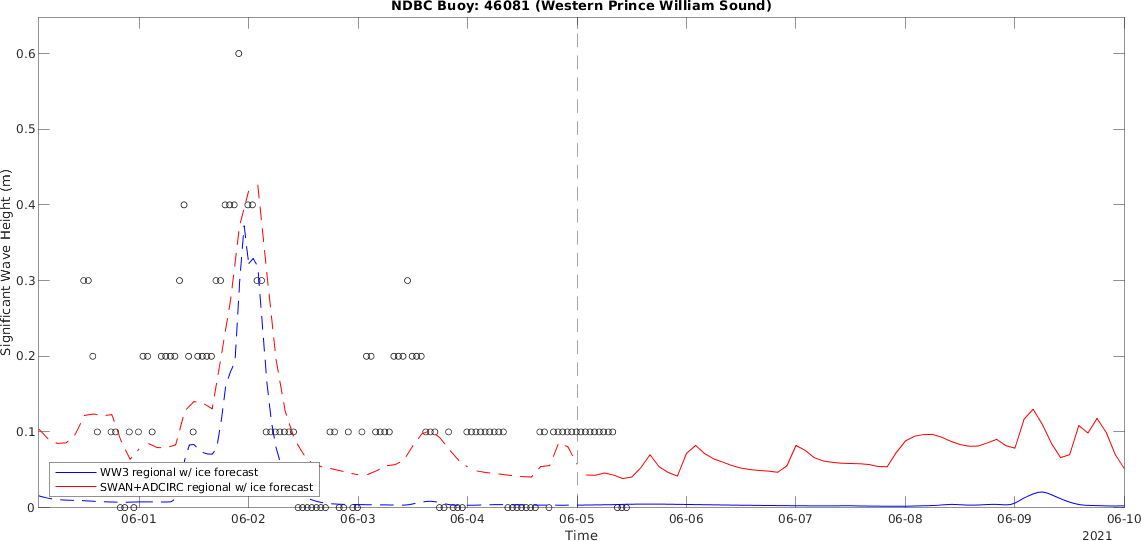 NDBC Buoy: 46081 (Western Prince William Sound)
Significant Wave Height (m)
0.6
0.5
0.4
0.3
0.2
0.1
0
WW3 regional w/ ice forecast
SWAN+ADCIRC regional w/ ice forecast
06-01 06-02 06-03 06-04 06-05 06-06 06-07 06-08 06-09 06-10
Time
2021